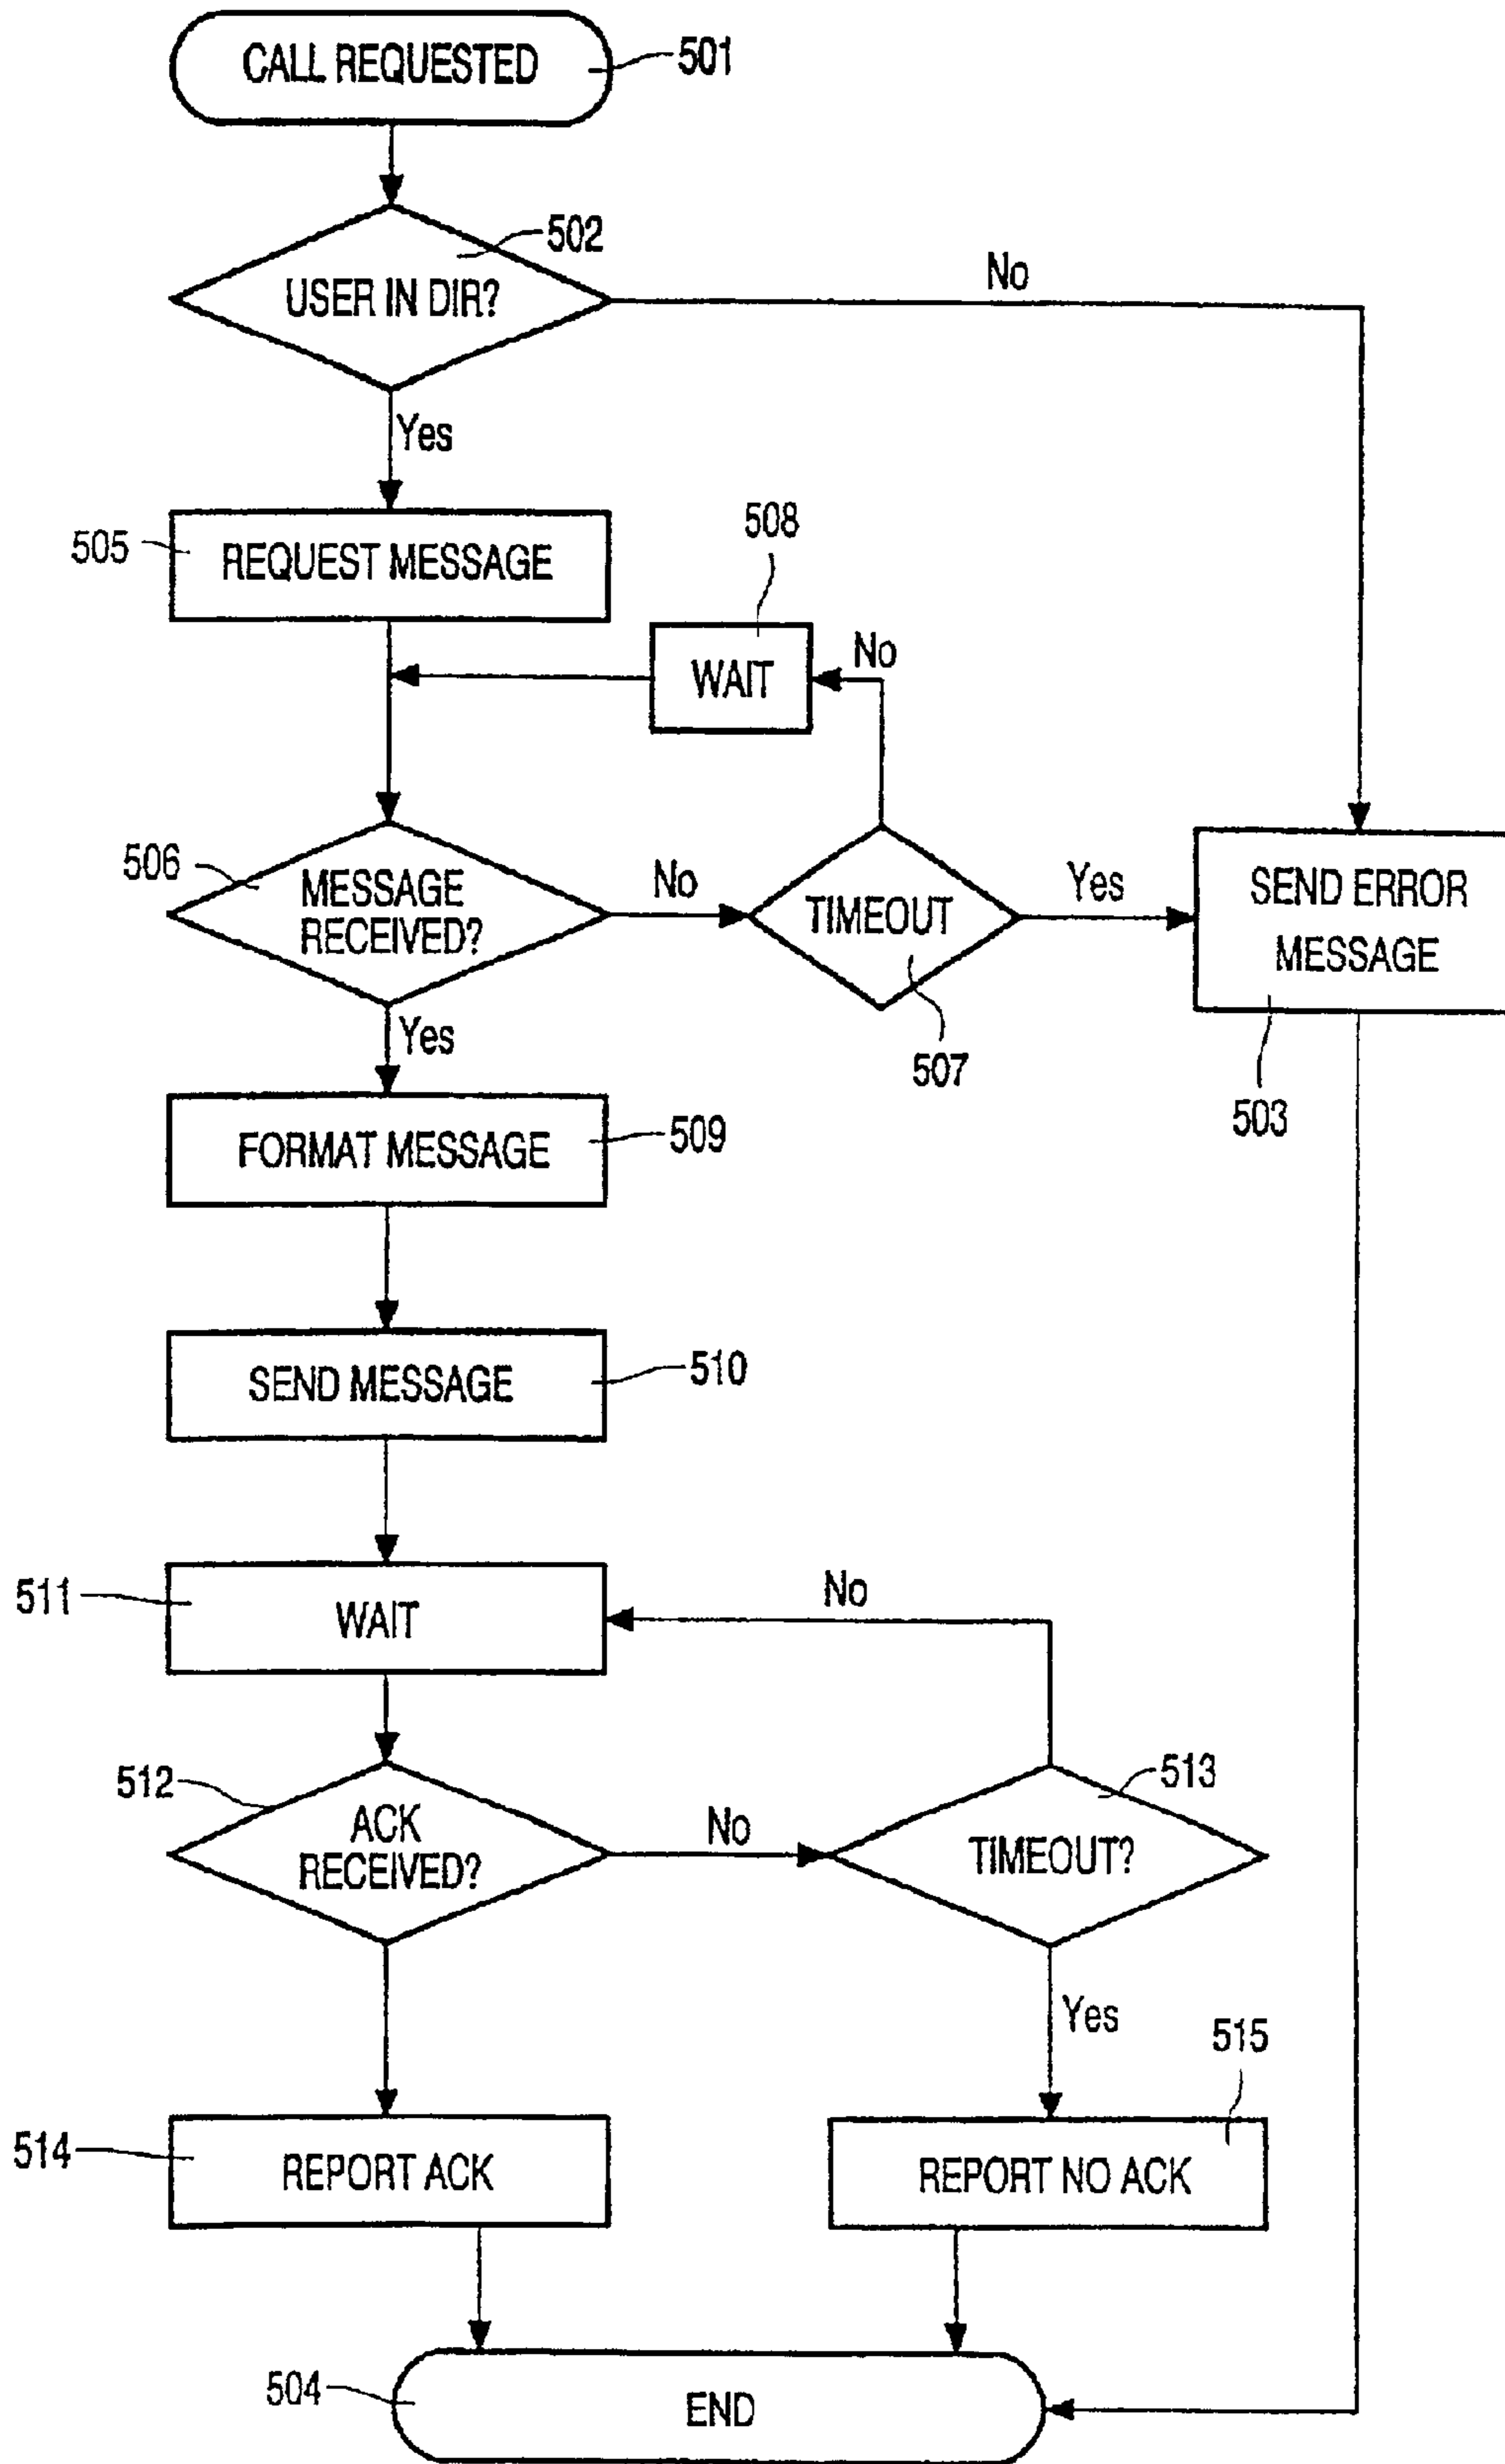 CALL REQUESTED
501
502
USER IN DIR?
No
Yes
505
REQUEST MESSAGE
508
WAIT
No
506
MESSAGE
RECEIVED?
No
TIMEOUT
507
Yes
SEND ERROR
MESSAGE
503
Yes
FORMAT MESSAGE
509
SEND MESSAGE
510
511
WAIT
No
512
ACK
RECEIVED?
No
513
TIMEOUT?
Yes
515
514
REPORT ACK
REPORT NO ACK
504
END